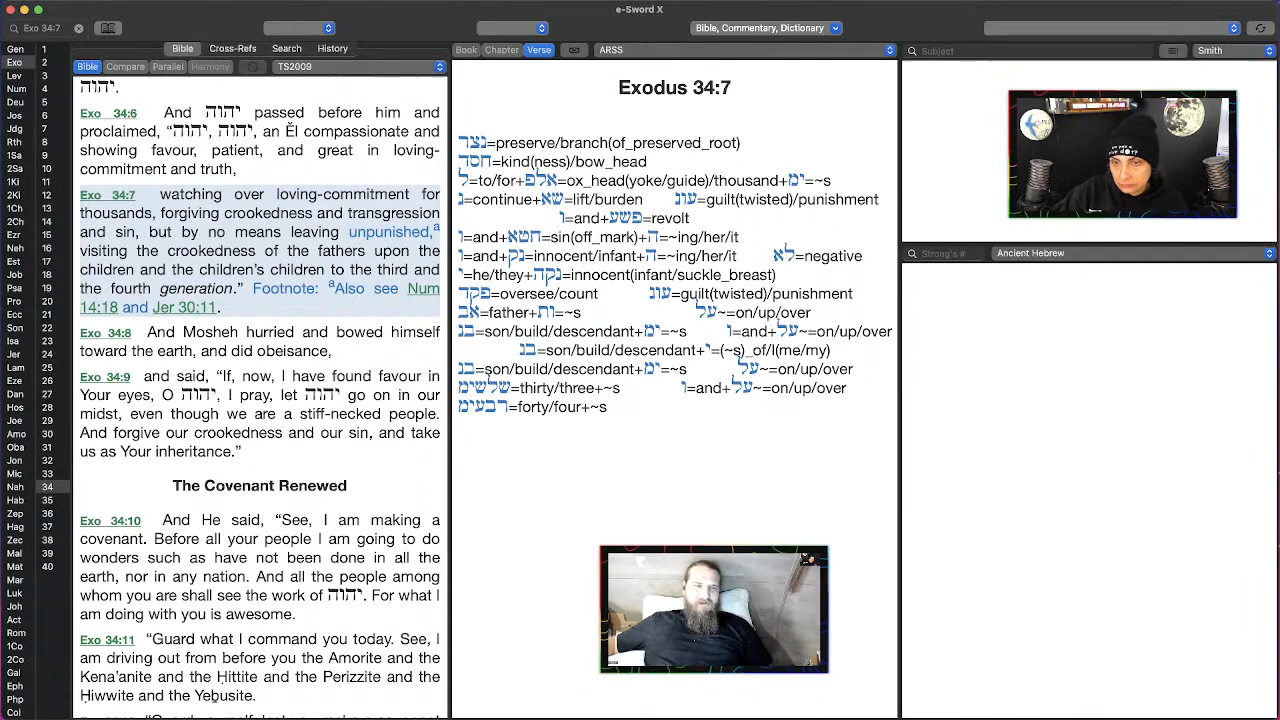 e-Sword X
Exo 34:7
Bible, Commentary, Dictionary
Bible Cross-Refs Search History
Book Chapter Verse ARSS
Subject
Smith
Bible Compare Parallel Harmony TS2009
Gen 1
Exo 2
Lev 3
Num 4
Deu 5
Jos 6
Jdg 7
Rth 8
1Sa 9
2Sa 10
1Ki 11
2Ki 12
1Ch 13
2Ch 14
Ezr 15
Neh 16
Est 17
Job 18
Psa 19
Pro 20
Ecc 21
Son 22
Isa 23
Jer 24
Lam 25
Eze 26
Dan 27
Hos 28
Joe 29
Amo 30
Oba 31
Jon 32
Mic 33
Nah 34
Hab 35
Zep 36
Hag 37
Zec 38
Mal 39
Mat 40
Mar
Luk
Joh
Act
Rom
1Co
2Co
Gal
Eph
Php
Col
יהוה.
Exo 34:6 And יהוה passed before him and
proclaimed, “יהוה, יהוה, an Ĕl compassionate and
showing favour, patient, and great in loving-
commitment and truth,
Exo 34:7 watching over loving-commitment for
thousands, forgiving crookedness and transgression
and sin, but by no means leaving unpunished,a
visiting the crookedness of the fathers upon the
children and the children’s children to the third and
the fourth generation.” Footnote: aAlso see Num
14:18 and Jer 30:11.
Exo 34:8 And Mosheh hurried and bowed himself
toward the earth, and did obeisance,
Exo 34:9 and said, “If, now, I have found favour in
Your eyes, O יהוה, I pray, let יהוה go on in our
midst, even though we are a stiff-necked people.
And forgive our crookedness and our sin, and take
us as Your inheritance.”
The Covenant Renewed
Exo 34:10 And He said, “See, I am making a
covenant. Before all your people I am going to do
wonders such as have not been done in all the
earth, nor in any nation. And all the people among
whom you are shall see the work of יהוה. For what I
am doing with you is awesome.
Exo 34:11 “Guard what I command you today. See, I
am driving out from before you the Amorite and the
Kena’anite and the Ḥittite and the Perizzite and the
Ḥiwwite and the Yeḇusite.
Exodus 34:7
נצר=preserve/branch(of_preserved_root)
חסד=kind(ness)/bow_head
ל=to/for+אלפ=ox_head(yoke/guide)/thousand+ימ=~s
נ=continue+שא=lift/burden עונ=guilt(twisted)/punishment
ו=and+פשע=revolt
ו=and+חטא=sin(off_mark)+ה=~ing/her/it
ו=and+נק=innocent/infant+ה=~ing/her/it לא=negative
י=he/they+נקה=innocent(infant/suckle_breast)
פקד=oversee/count עונ=guilt(twisted)/punishment
אב=father+ות=~s על~=on/up/over
בנ=son/build/descendant+ימ=~s ו=and+על~=on/up/over
בנ=son/build/descendant+י=(~s)_of/I(me/my)
בנ=son/build/descendant+ימ=~s על~=on/up/over
שלשימ=thirty/three+~s ו=and+על~=on/up/over
רבעימ=forty/four+~s
Strong's #
Ancient Hebrew